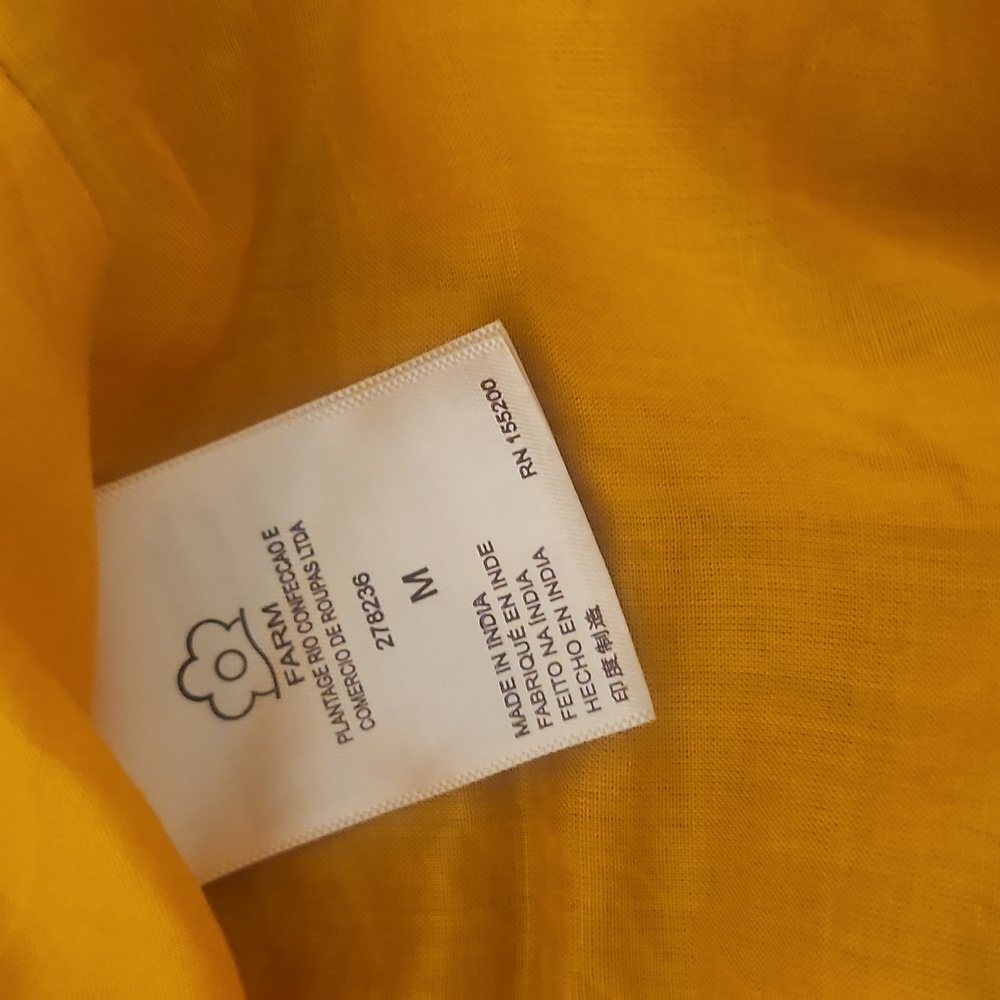 FARM
PLANTAGE RIO CONFECCAO E
COMERCIO DE ROUPAS LTDA
278236
M
MADE IN INDIA
FABRIQUÉ EN INDE
FEITO NA ÍNDIA
HECHO EN INDIA
印度制造
RN 155200